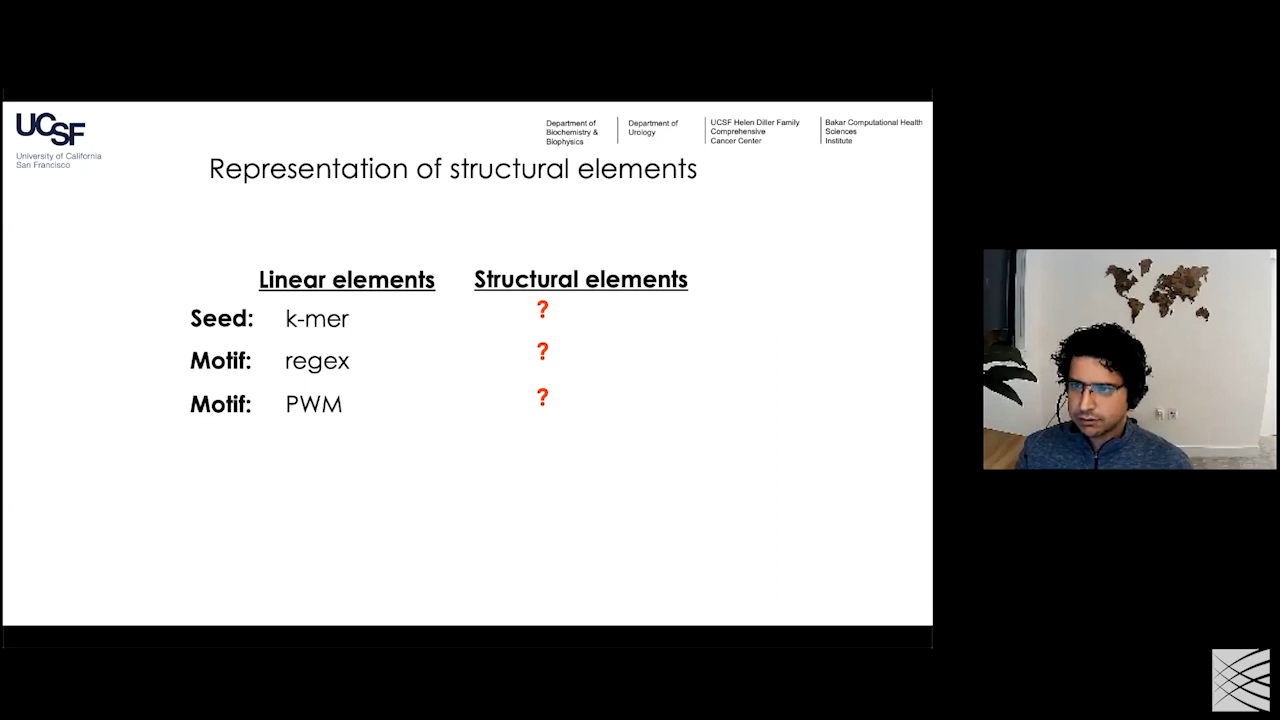 UCSF
University of California
San Francisco
Department of
Biochemistry &
Biophysics
Department of
Urology
UCSF Helen Diller Family
Comprehensive
Cancer Center
Bakar Computational Health
Sciences
Institute
Representation of structural elements
Linear elements Structural elements
Seed: k-mer ?
Motif: regex ?
Motif: PWM ?